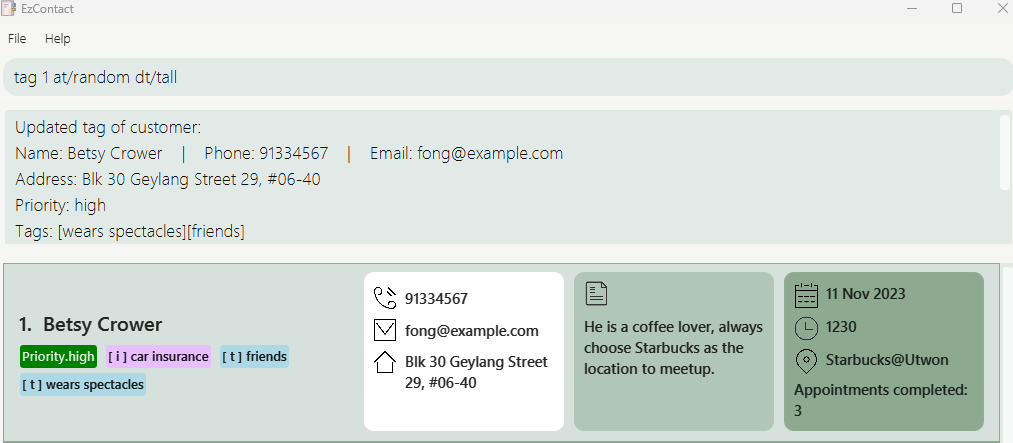 EzContact
File Help
tag 1 at/random dt/tall
Updated tag of customer:
Name: Betsy Crower | Phone: 91334567 | Email: fong@example.com
Address: Blk 30 Geylang Street 29, #06-40
Priority: high
Tags: [wears spectacles][friends]
1. Betsy Crower
Priority.high [ i ] car insurance [ t ] friends
[ t ] wears spectacles
91334567
fong@example.com
Blk 30 Geylang Street
29, #06-40
He is a coffee lover, always
choose Starbucks as the
location to meetup.
11 Nov 2023
1230
Starbucks@Utwon
Appointments completed:
3